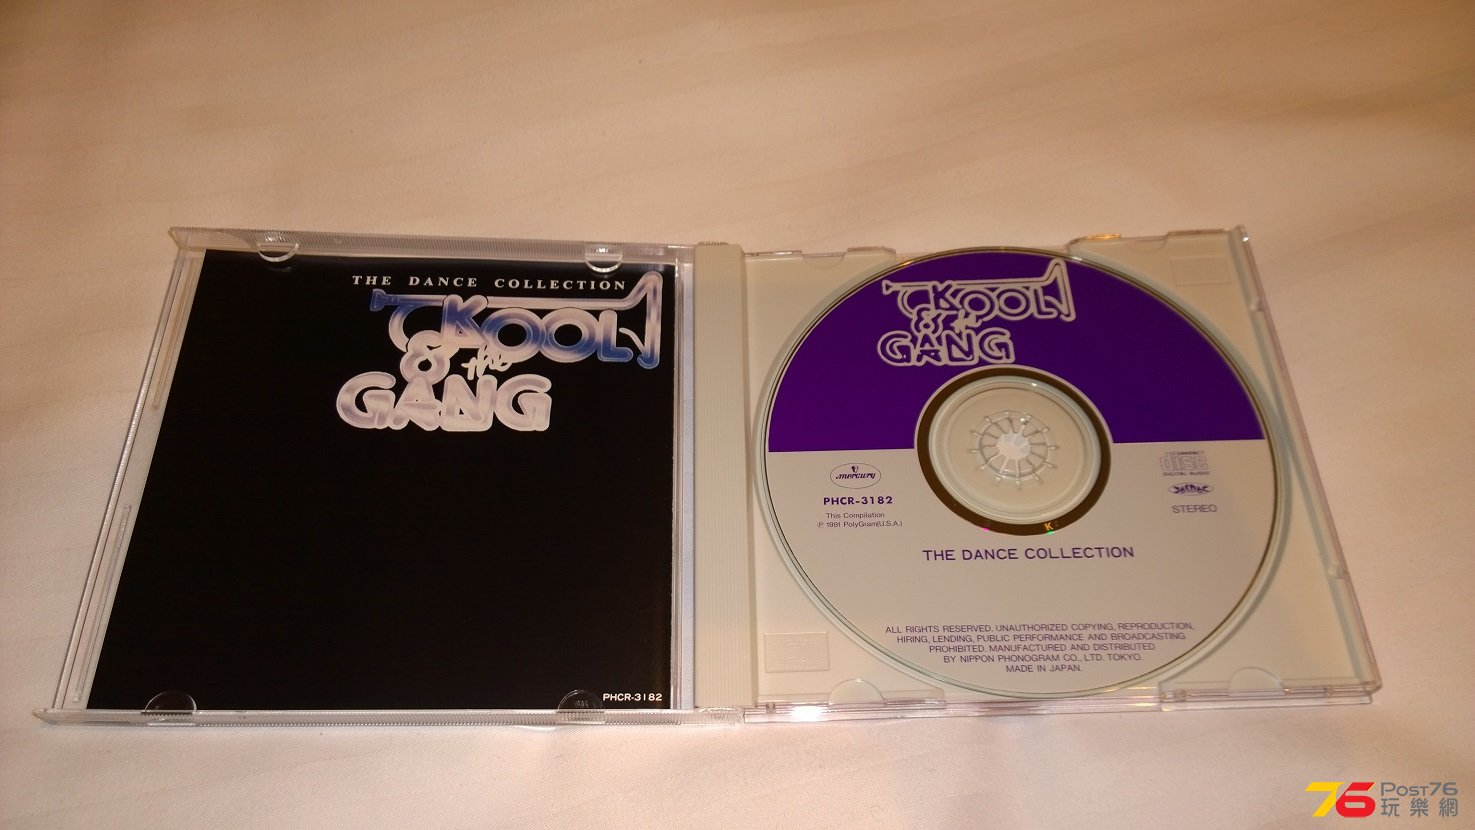 THE DANCE COLLECTION
KOOL
& the
GANG
PHCR-3182
KOOL
& the
GANG
mercury
PHCR-3182
This Compilation
℗ 1991 PolyGram(U.S.A.)
COMPACT
disc
DIGITAL AUDIO
JASRAC
STEREO
K
THE DANCE COLLECTION
ALL RIGHTS RESERVED. UNAUTHORIZED COPYING, REPRODUCTION,
HIRING, LENDING, PUBLIC PERFORMANCE AND BROADCASTING
PROHIBITED. MANUFACTURED AND DISTRIBUTED
BY NIPPON PHONOGRAM CO., LTD. TOKYO.
MADE IN JAPAN.
76 POST76
玩樂網